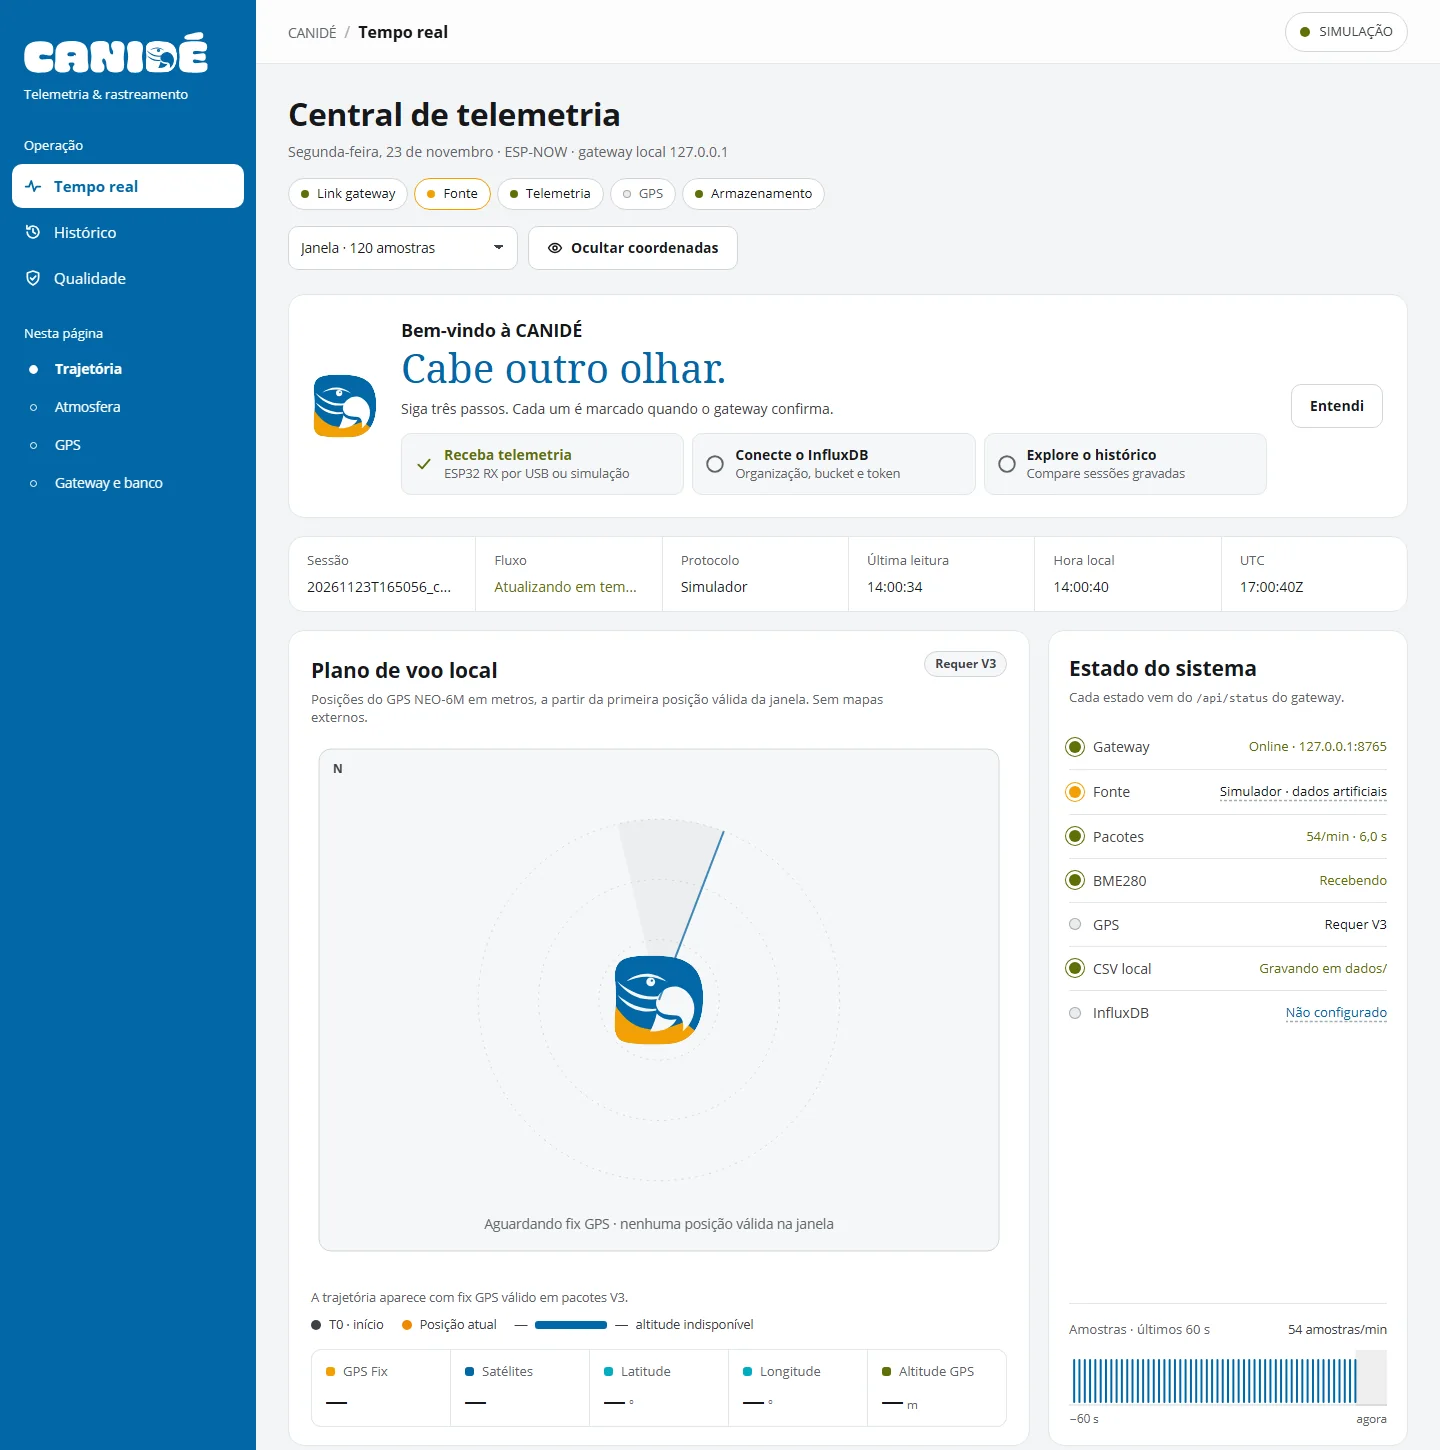 CANIDÉ
Telemetria & rastreamento
Operação
Tempo real
Histórico
Qualidade
Nesta página
Trajetória
Atmosfera
GPS
Gateway e banco
CANIDÉ / Tempo real
SIMULAÇÃO
Central de telemetria
Segunda-feira, 23 de novembro · ESP-NOW · gateway local 127.0.0.1
Link gateway
Fonte
Telemetria
GPS
Armazenamento
Janela · 120 amostras
Ocultar coordenadas
Bem-vindo à CANIDÉ
Cabe outro olhar.
Siga três passos. Cada um é marcado quando o gateway confirma.
Receba telemetria
ESP32 RX por USB ou simulação
Conecte o InfluxDB
Organização, bucket e token
Explore o histórico
Compare sessões gravadas
Entendi
Sessão
20261123T165056_c...
Fluxo
Atualizando em tem...
Protocolo
Simulador
Última leitura
14:00:34
Hora local
14:00:40
UTC
17:00:40Z
Plano de voo local
Requer V3
Posições do GPS NEO-6M em metros, a partir da primeira posição válida da janela. Sem mapas
externos.
N
Aguardando fix GPS · nenhuma posição válida na janela
A trajetória aparece com fix GPS válido em pacotes V3.
T0 · início
Posição atual
— — altitude indisponível
GPS Fix
—
Satélites
—
Latitude
— °
Longitude
— °
Altitude GPS
— m
Estado do sistema
Cada estado vem do /api/status do gateway.
Gateway
Online · 127.0.0.1:8765
Fonte
Simulador · dados artificiais
Pacotes
54/min · 6,0 s
BME280
Recebendo
GPS
Requer V3
CSV local
Gravando em dados/
InfluxDB
Não configurado
Amostras · últimos 60 s
54 amostras/min
−60 s
agora